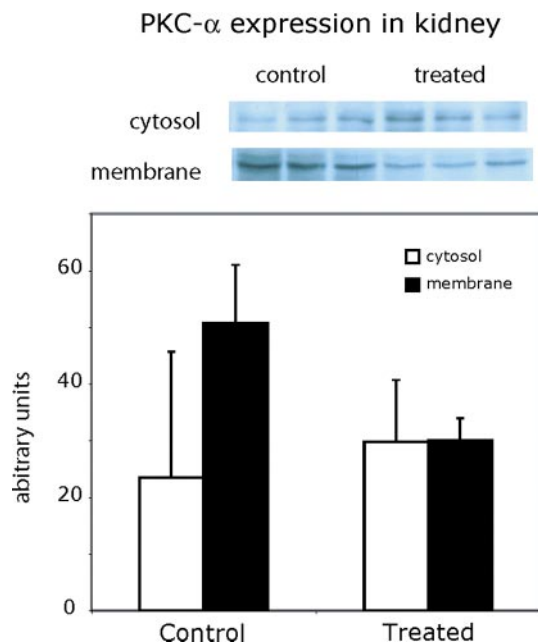 PKC-α expression in kidney
control treated
cytosol
membrane
60
40
20
0
abitrary units
cytosol
membrane
Control Treated